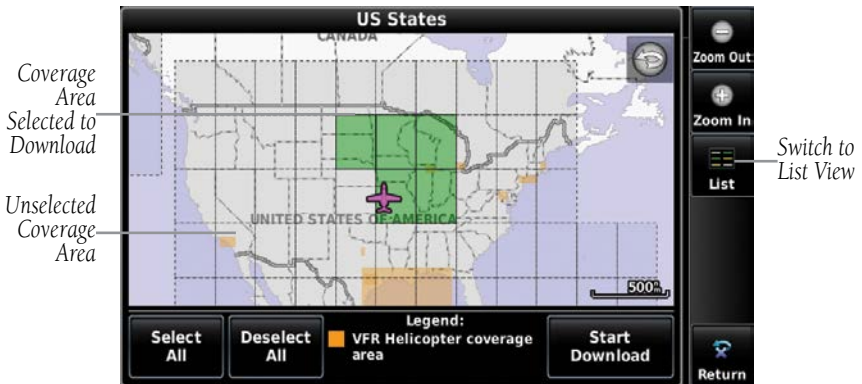 US States
CANADA
UNITED STATES OF AMERICA
Coverage
Area
Selected to
Download
Unselected
Coverage
Area
Zoom Out
Zoom In
List
Switch to
List View
Select
All
Deselect
All
Legend:
VFR Helicopter coverage
area
Start
Download
Return